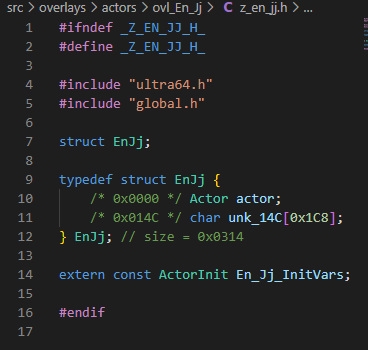 src > overlays > actors > ovl_En_Jj > C z_en_jj.h > ...
1 #ifndef _Z_EN_JJ_H_
2 #define _Z_EN_JJ_H_
3
4 #include "ultra64.h"
5 #include "global.h"
6
7 struct EnJj;
8
9 typedef struct EnJj {
10     /* 0x0000 */ Actor actor;
11     /* 0x014C */ char unk_14C[0x1C8];
12 } EnJj; // size = 0x0314
13
14 extern const ActorInit En_Jj_InitVars;
15
16 #endif
17